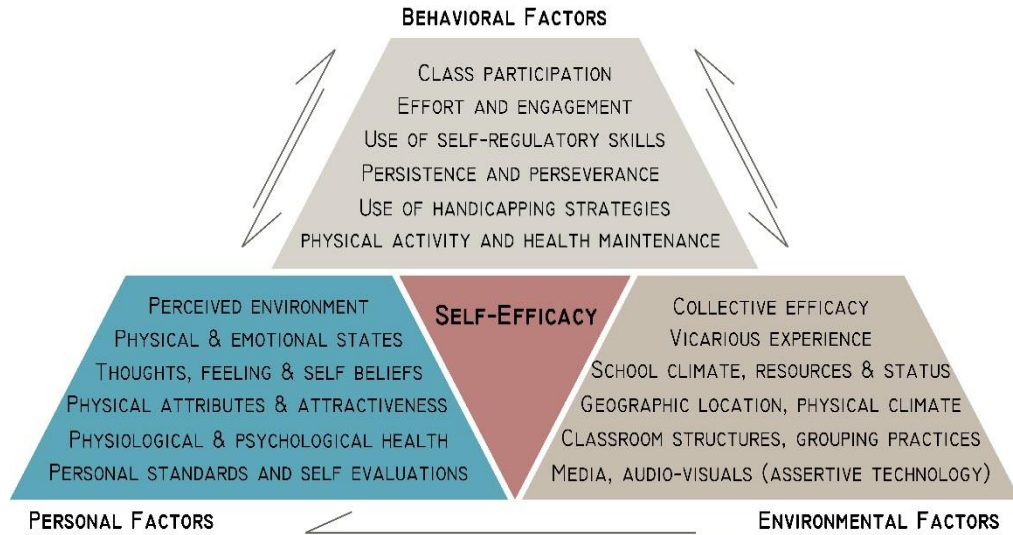 BEHAVIORAL FACTORS
CLASS PARTICIPATION
EFFORT AND ENGAGEMENT
USE OF SELF-REGULATORY SKILLS
PERSISTENCE AND PERSEVERANCE
USE OF HANDICAPPING STRATEGIES
PHYSICAL ACTIVITY AND HEALTH MAINTENANCE
PERCEIVED ENVIRONMENT
PHYSICAL & EMOTIONAL STATES
THOUGHTS, FEELING & SELF BELIEFS
PHYSICAL ATTRIBUTES & ATTRACTIVENESS
PHYSIOLOGICAL & PSYCHOLOGICAL HEALTH
PERSONAL STANDARDS AND SELF EVALUATIONS
SELF-EFFICACY
COLLECTIVE EFFICACY
VICARIOUS EXPERIENCE
SCHOOL CLIMATE, RESOURCES & STATUS
GEOGRAPHIC LOCATION, PHYSICAL CLIMATE
CLASSROOM STRUCTURES, GROUPING PRACTICES
MEDIA, AUDIO-VISUALS (ASSERTIVE TECHNOLOGY)
PERSONAL FACTORS
ENVIRONMENTAL FACTORS